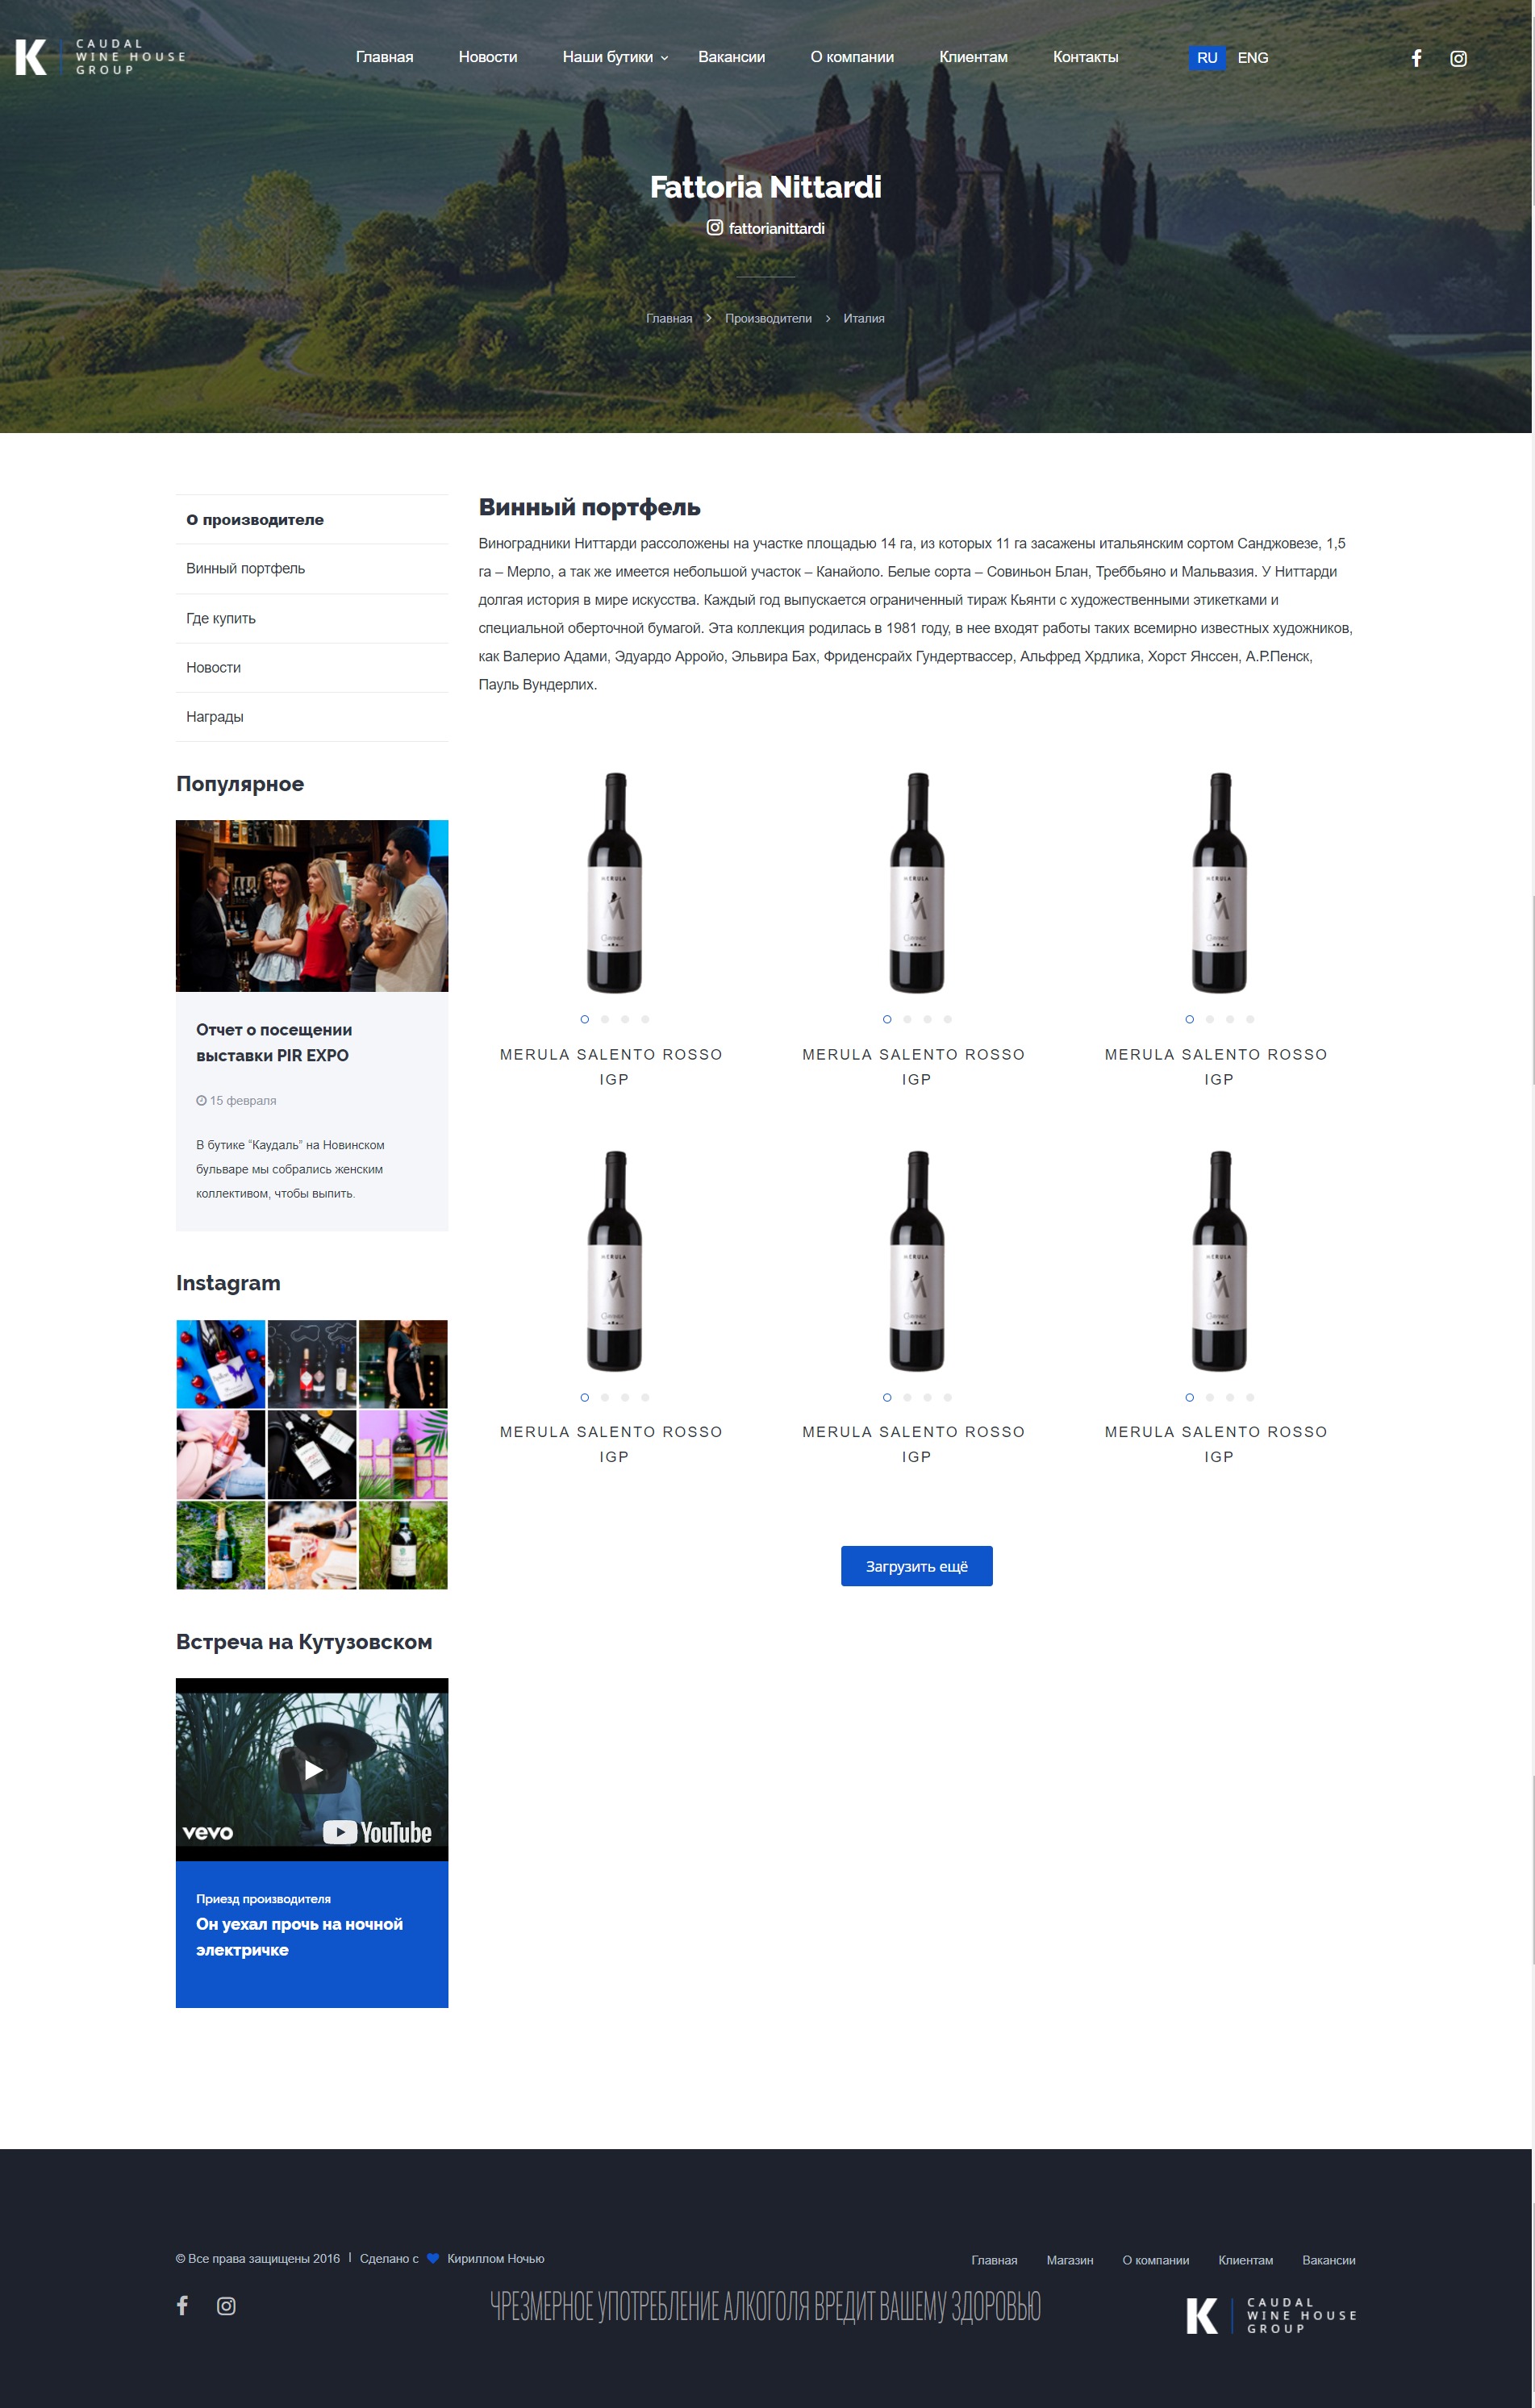 CAUDAL
WINE HOUSE
GROUP
Главная Новости Наши бутики Вакансии О компании Клиентам Контакты RU ENG
Fattoria Nittardi
fattorianittardi
Главная > Производители > Италия
О производителе
Винный портфель
Где купить
Новости
Награды
Винный портфель
Виноградники Ниттарди рассоложены на участке площадью 14 га, из которых 11 га засажены итальянским сортом Санджовезе, 1,5
га – Мерло, а так же имеется небольшой участок – Канайоло. Белые сорта – Совиньон Блан, Треббьяно и Мальвазия. У Ниттарди
долгая история в мире искусства. Каждый год выпускается ограниченный тираж Кьянти с художественными этикетками и
специальной оберточной бумагой. Эта коллекция родилась в 1981 году, в нее входят работы таких всемирно известных художников,
как Валерио Адами, Эдуардо Арройо, Эльвира Бах, Фриденсрайх Гундертвассер, Альфред Хрдлика, Хорст Янссен, А.Р.Пенск,
Пауль Вундерлих.
Популярное
Отчет о посещении
выставки PIR EXPO
15 февраля
В бутике “Каудаль” на Новинском
бульваре мы собрались женским
коллективом, чтобы выпить.
MERULA MERULA MERULA
MERULA SALENTO ROSSO
IGP
MERULA SALENTO ROSSO
IGP
MERULA SALENTO ROSSO
IGP
MERULA MERULA MERULA
MERULA SALENTO ROSSO
IGP
MERULA SALENTO ROSSO
IGP
MERULA SALENTO ROSSO
IGP
Загрузить ещё
Instagram
Встреча на Кутузовском
vevo YouTube
Приезд производителя
Он уехал прочь на ночной
электричке
© Все права защищены 2016 | Сделано с Кириллом Ночью
Главная Магазин О компании Клиентам Вакансии
ЧРЕЗМЕРНОЕ УПОТРЕБЛЕНИЕ АЛКОГОЛЯ ВРЕДИТ ВАШЕМУ ЗДОРОВЬЮ
K CAUDAL
WINE HOUSE
GROUP